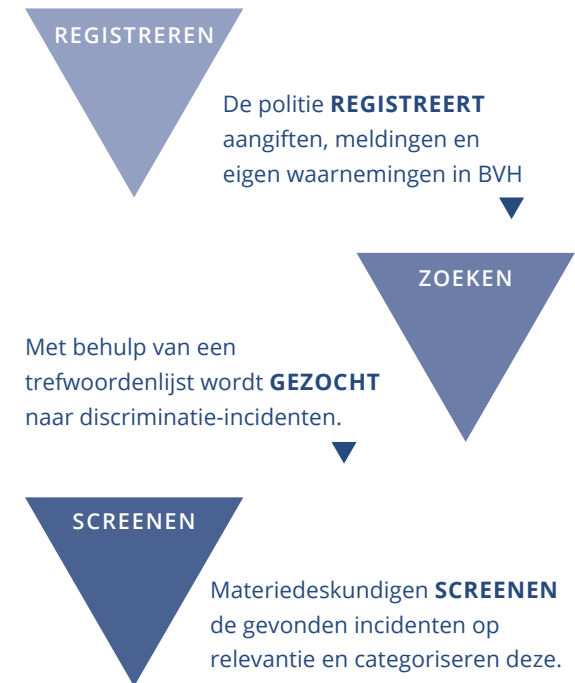 REGISTREREN
De politie REGISTREERT
aangiften, meldingen en
eigen waarnemingen in BVH
ZOEKEN
Met behulp van een
trefwoordenlijst wordt GEZOCHT
naar discriminatie-incidenten.
SCREENEN
Materiedeskundigen SCREENEN
de gevonden incidenten op
relevantie en categoriseren deze.